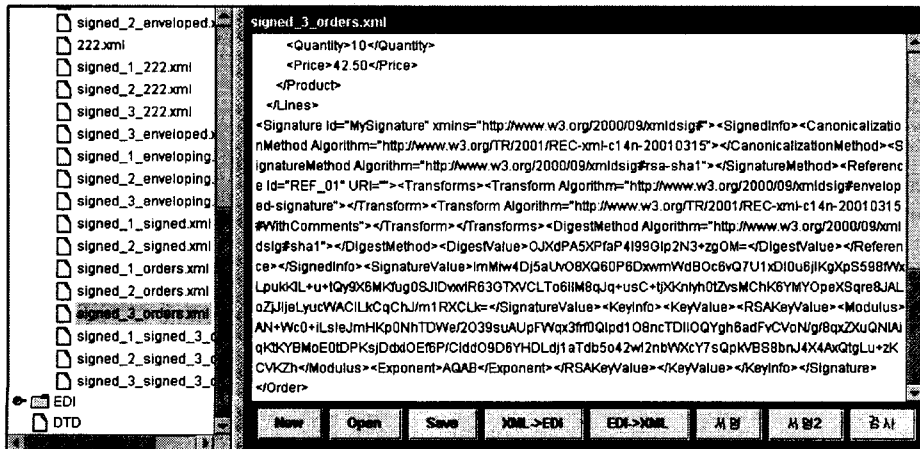 signed_2_enveloped.x
222.xml
signed_1_222.xml
signed_2_222.xml
signed_3_222.xml
signed_3_enveloped.x
signed_1_enveloping.
signed_2_enveloping.
signed_3_enveloping.
signed_1_signed.xml
signed_2_signed.xml
signed_1_orders.xml
signed_2_orders.xml
signed_3_orders.xml
signed_1_signed_3_o
signed_2_signed_3_o
signed_3_signed_3_o
EDI
DTD
signed_3_orders.xml
<Quantity>10</Quantity>
<Price>42.50</Price>
</Product>
</Lines>
<Signature Id="MySignature" xmlns="http://www.w3.org/2000/09/xmldsig#"><SignedInfo><Canonicalizatio
nMethod Algorithm="http://www.w3.org/TR/2001/REC-xml-c14n-20010315"></CanonicalizationMethod><S
ignatureMethod Algorithm="http://www.w3.org/2000/09/xmldsig#rsa-sha1"></SignatureMethod><Referenc
e Id="REF_01" URI=""><Transforms><Transform Algorithm="http://www.w3.org/2000/09/xmldsig#envelop
ed-signature"></Transform><Transform Algorithm="http://www.w3.org/TR/2001/REC-xml-c14n-20010315
#WithComments"></Transform></Transforms><DigestMethod Algorithm="http://www.w3.org/2000/09/xml
dsig#sha1"></DigestMethod><DigestValue>OJXdPA5XPfaP4I99GIp2N3+zgOM=</DigestValue></Referen
ce></SignedInfo><SignatureValue>
</SignatureValue><KeyInfo><KeyValue><RSAKeyValue><Modulus>
CVKZh</Modulus><Exponent>AQAB</Exponent></RSAKeyValue></KeyValue></KeyInfo></Signature>
</Order>
New Open Save XML->EDI EDI->XML 서명 서명2 검사